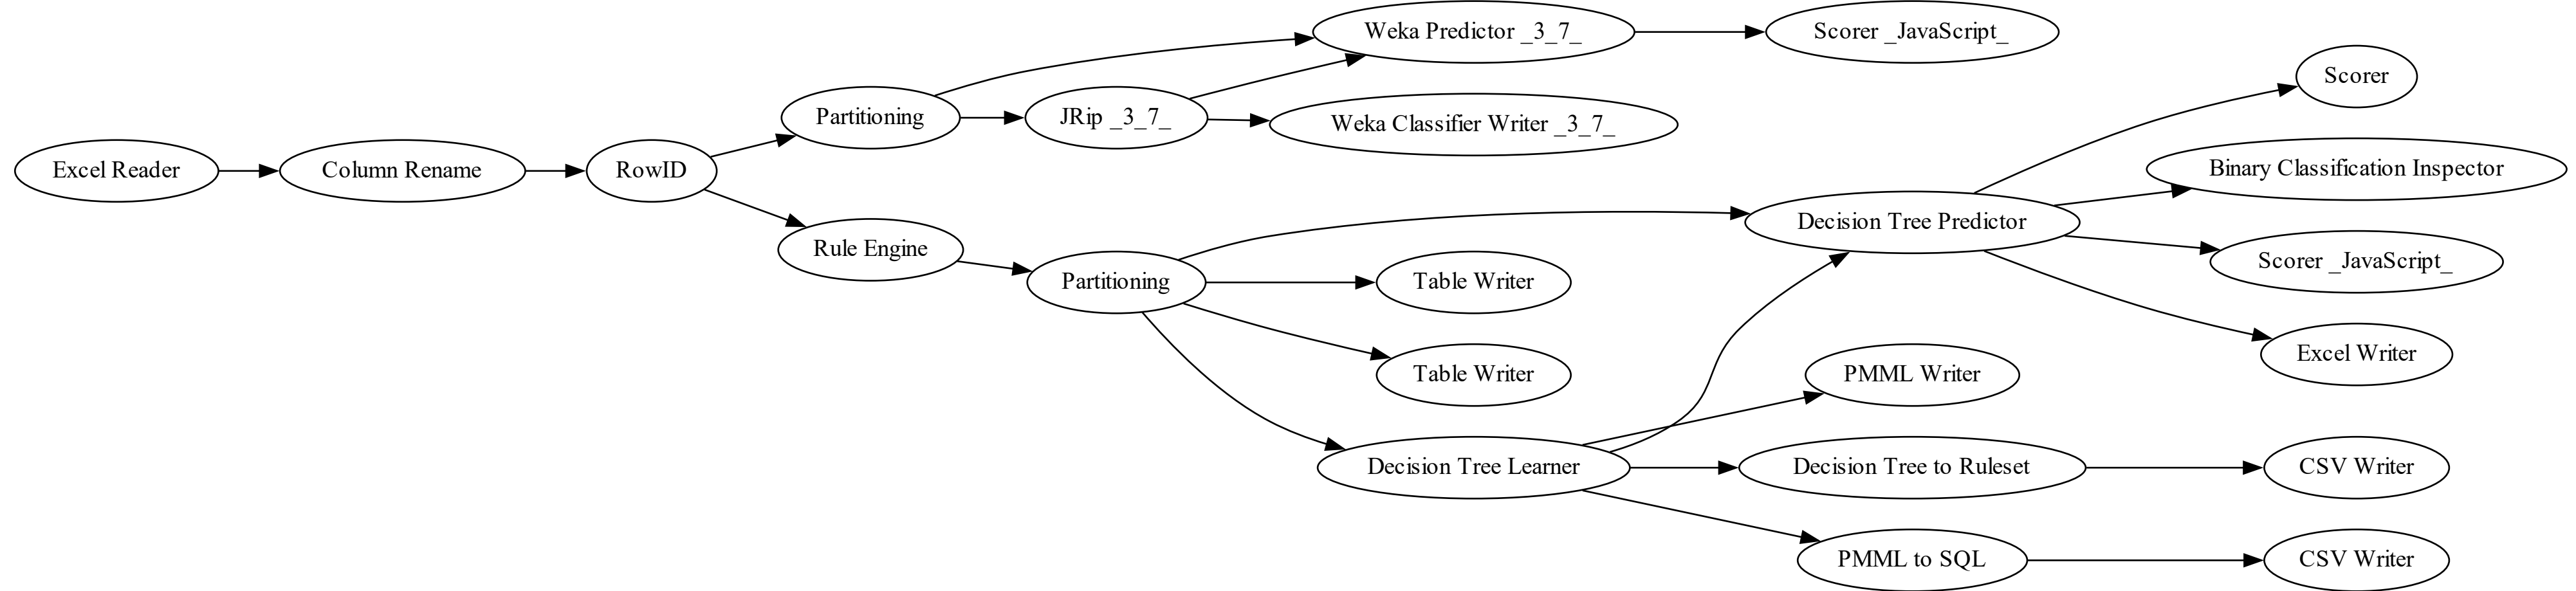 Excel Reader
Column Rename
RowID
Partitioning
JRip _3_7_
Weka Predictor _3_7_
Scorer _JavaScript_
Weka Classifier Writer _3_7_
Rule Engine
Partitioning
Table Writer
Table Writer
Decision Tree Learner
Decision Tree Predictor
PMML Writer
Decision Tree to Ruleset
PMML to SQL
Scorer
Binary Classification Inspector
Scorer _JavaScript_
Excel Writer
CSV Writer
CSV Writer